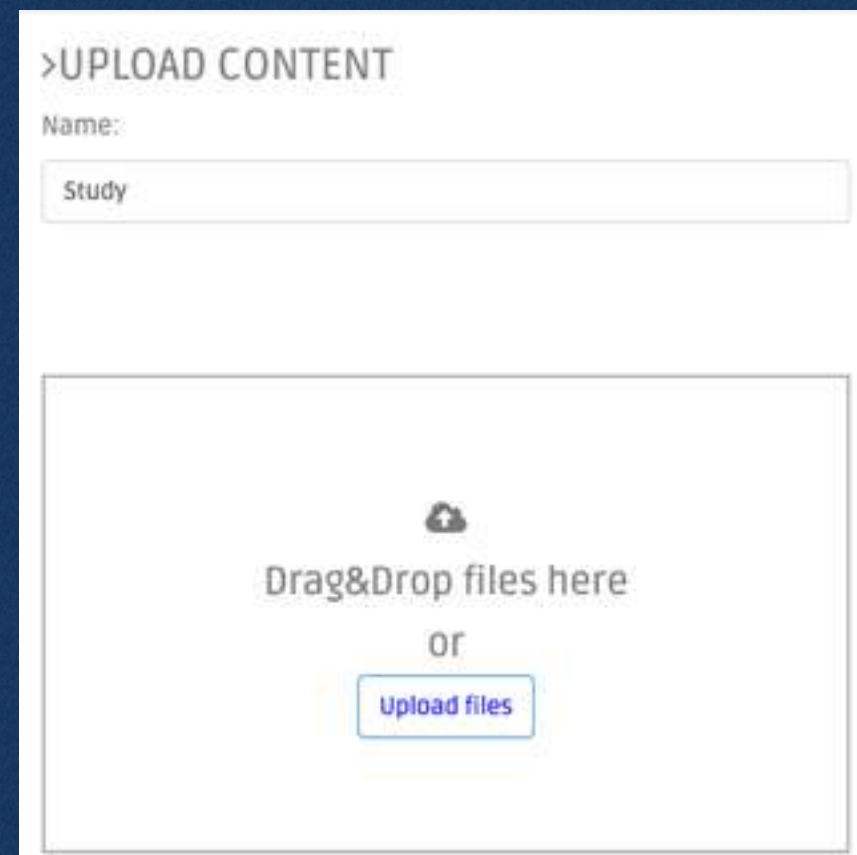 >UPLOAD CONTENT
Name:
Study
Drag&Drop files here
or
Upload files